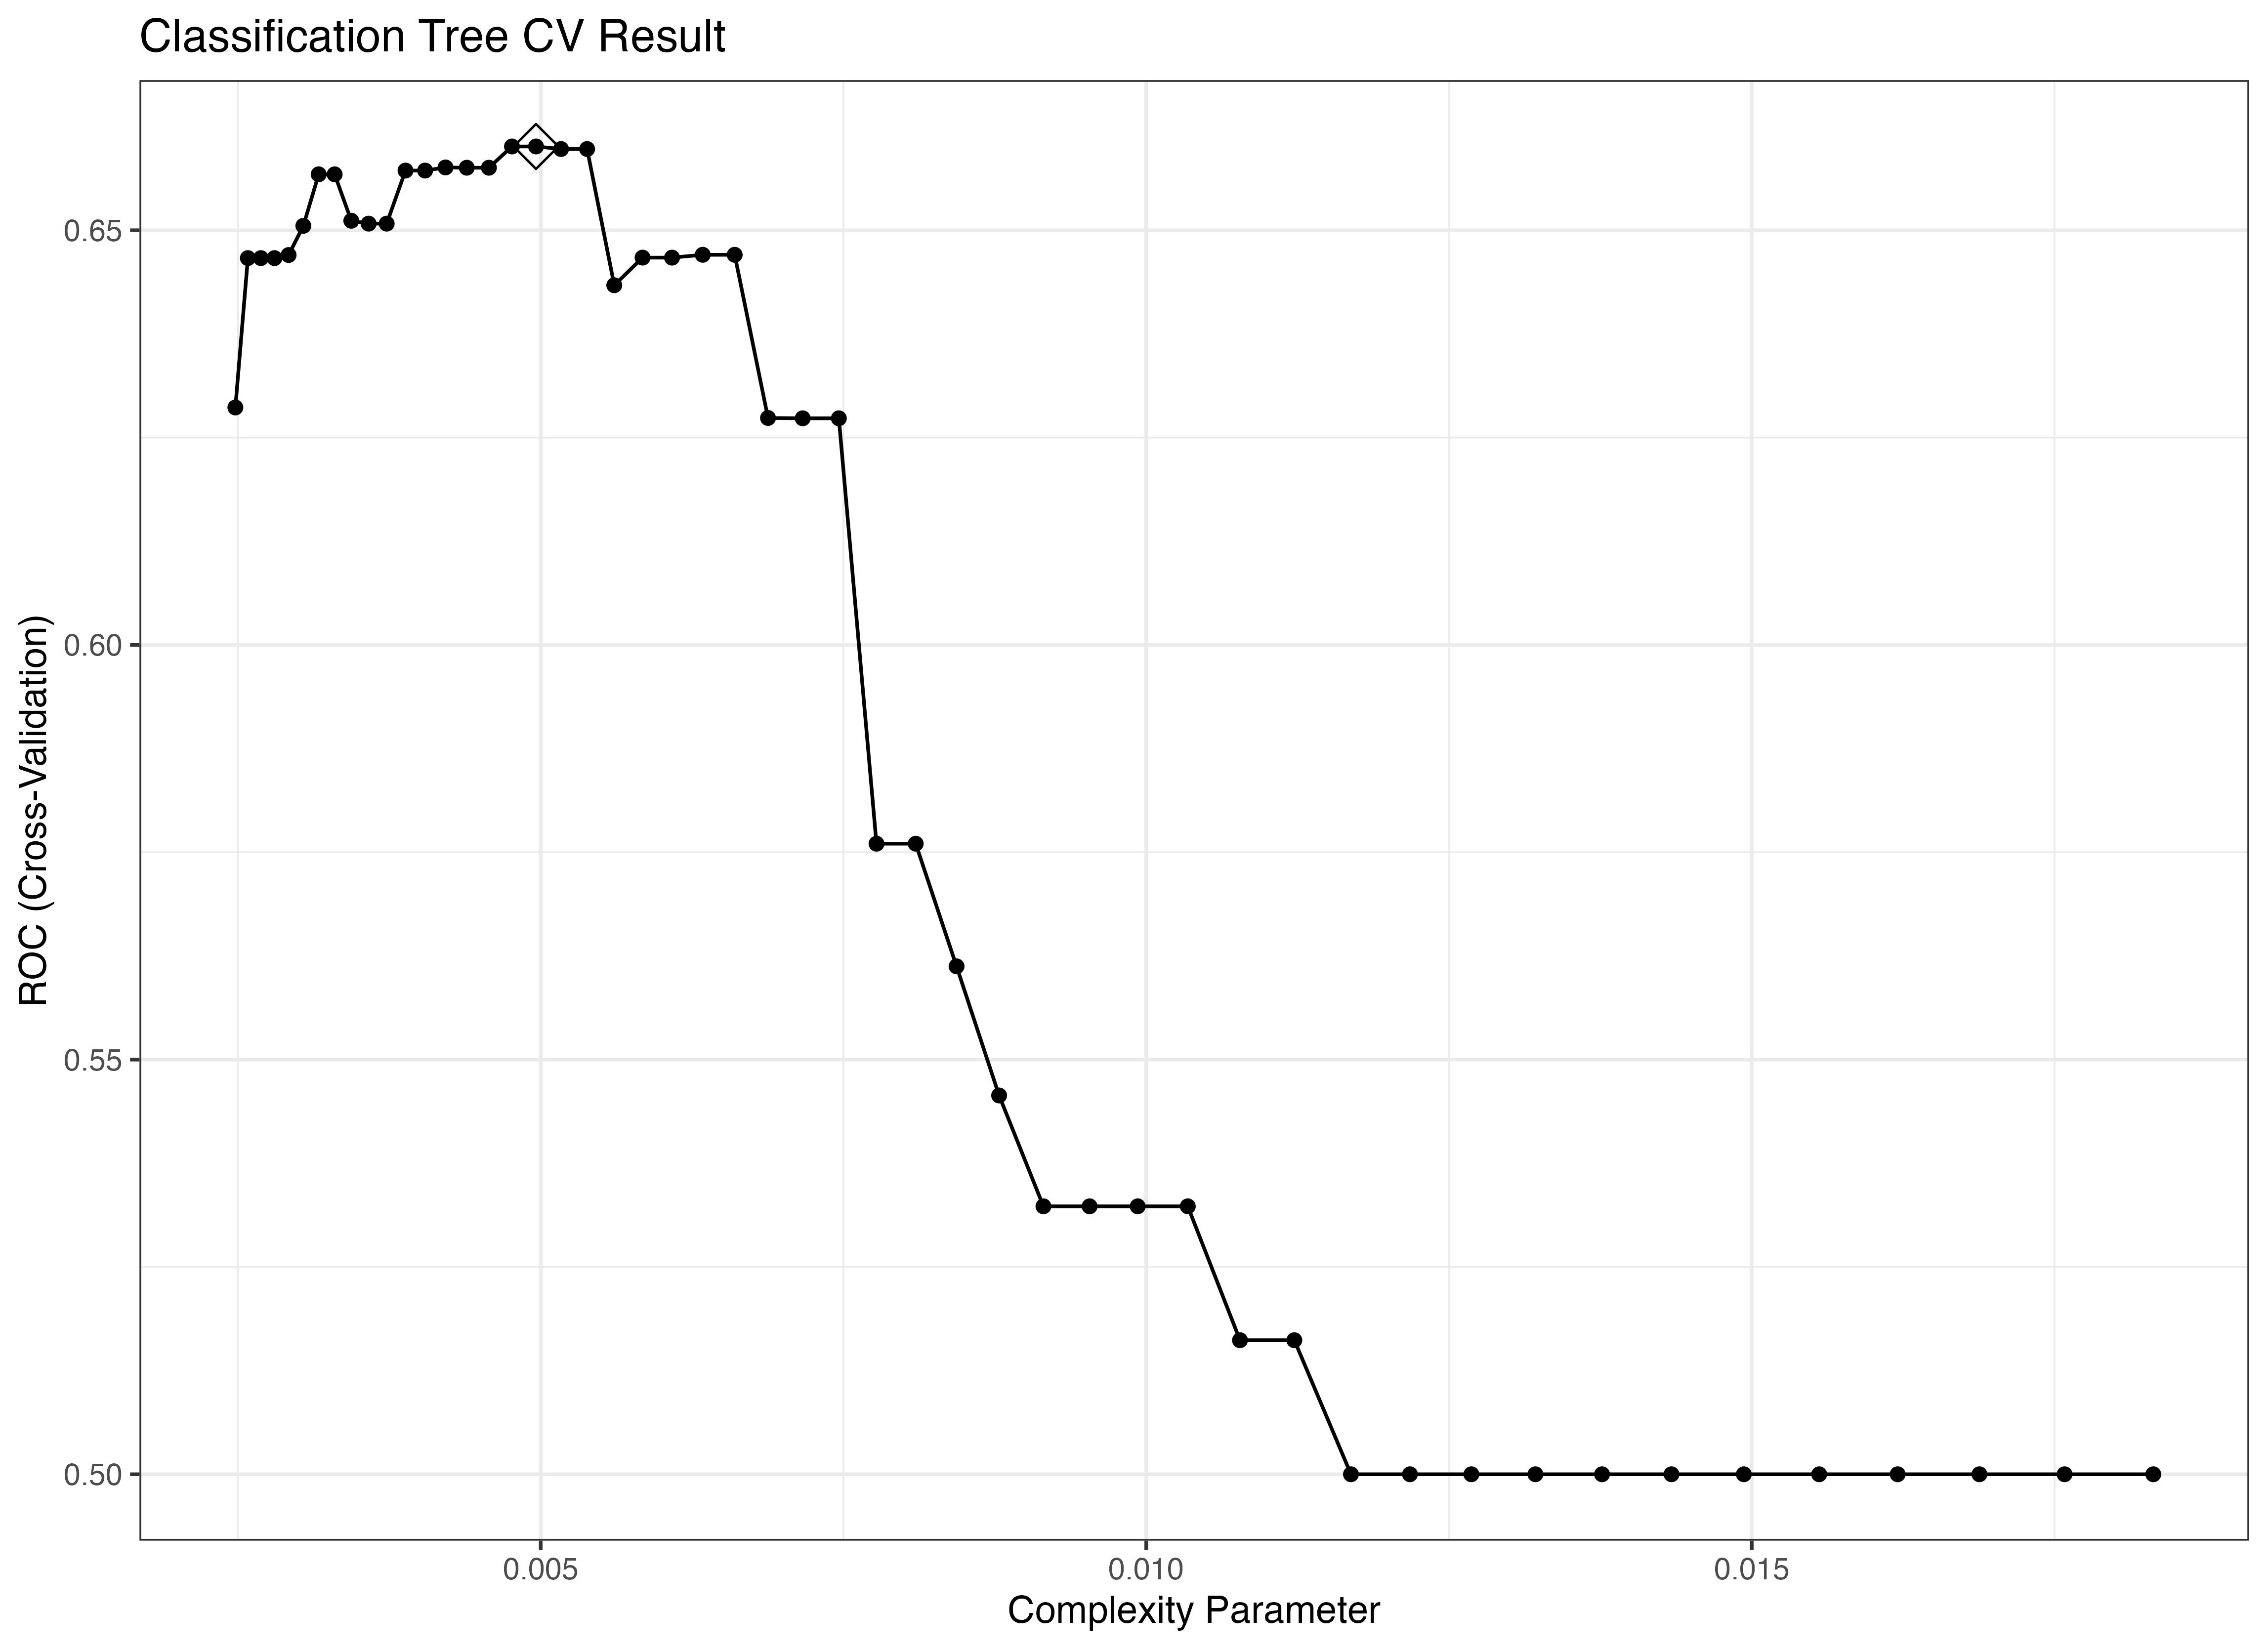 Classification Tree CV Result
ROC (Cross-Validation)
0.65
0.60
0.55
0.50
0.005
0.010
0.015
Complexity Parameter